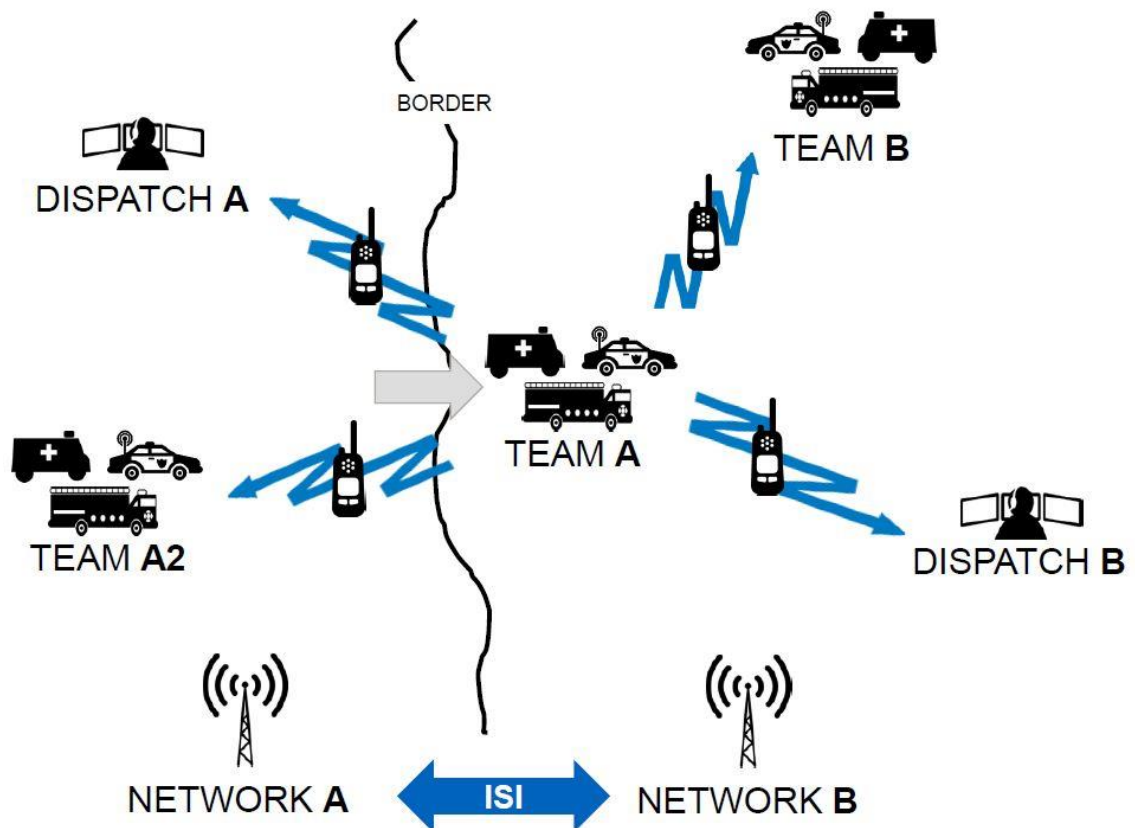 BORDER
TEAM B
DISPATCH A
TEAM A
TEAM A2
DISPATCH B
NETWORK A
ISI
NETWORK B